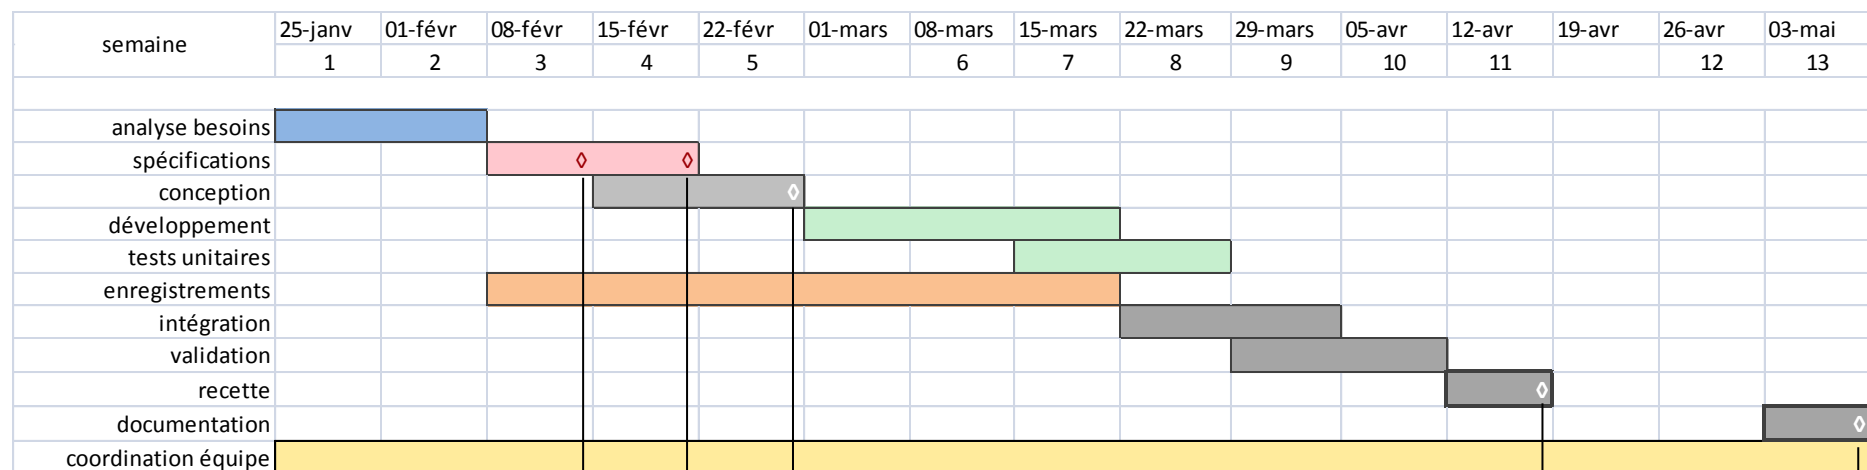 semaine
25-janv 01-févr 08-févr 15-févr 22-févr 01-mars 08-mars 15-mars 22-mars 29-mars 05-avr 12-avr 19-avr 26-avr 03-mai
1 2 3 4 5 6 7 8 9 10 11 12 13
analyse besoins
spécifications
conception
développement
tests unitaires
enregistrements
intégration
validation
recette
documentation
coordination équipe